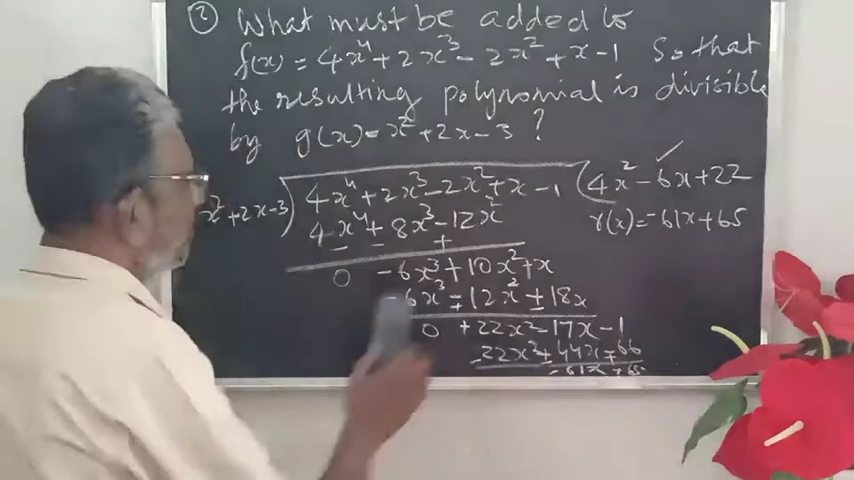 ② What must be added to
f(x) = 4x⁴ + 2x³ - 2x² + x - 1 So that
the resulting polynomial is divisible
by g(x) = x² + 2x - 3 ?
x² + 2x - 3 ) 4x⁴ + 2x³ - 2x² + x - 1 ( 4x² - 6x + 22
4x⁴ + 8x³ - 12x² r(x) = -61x + 65
- - +
0 - 6x³ + 10x² + x
6x³ - 12x² + 18x
0 + 22x² - 17x - 1
22x² + 44x - 66
- 61x + 65